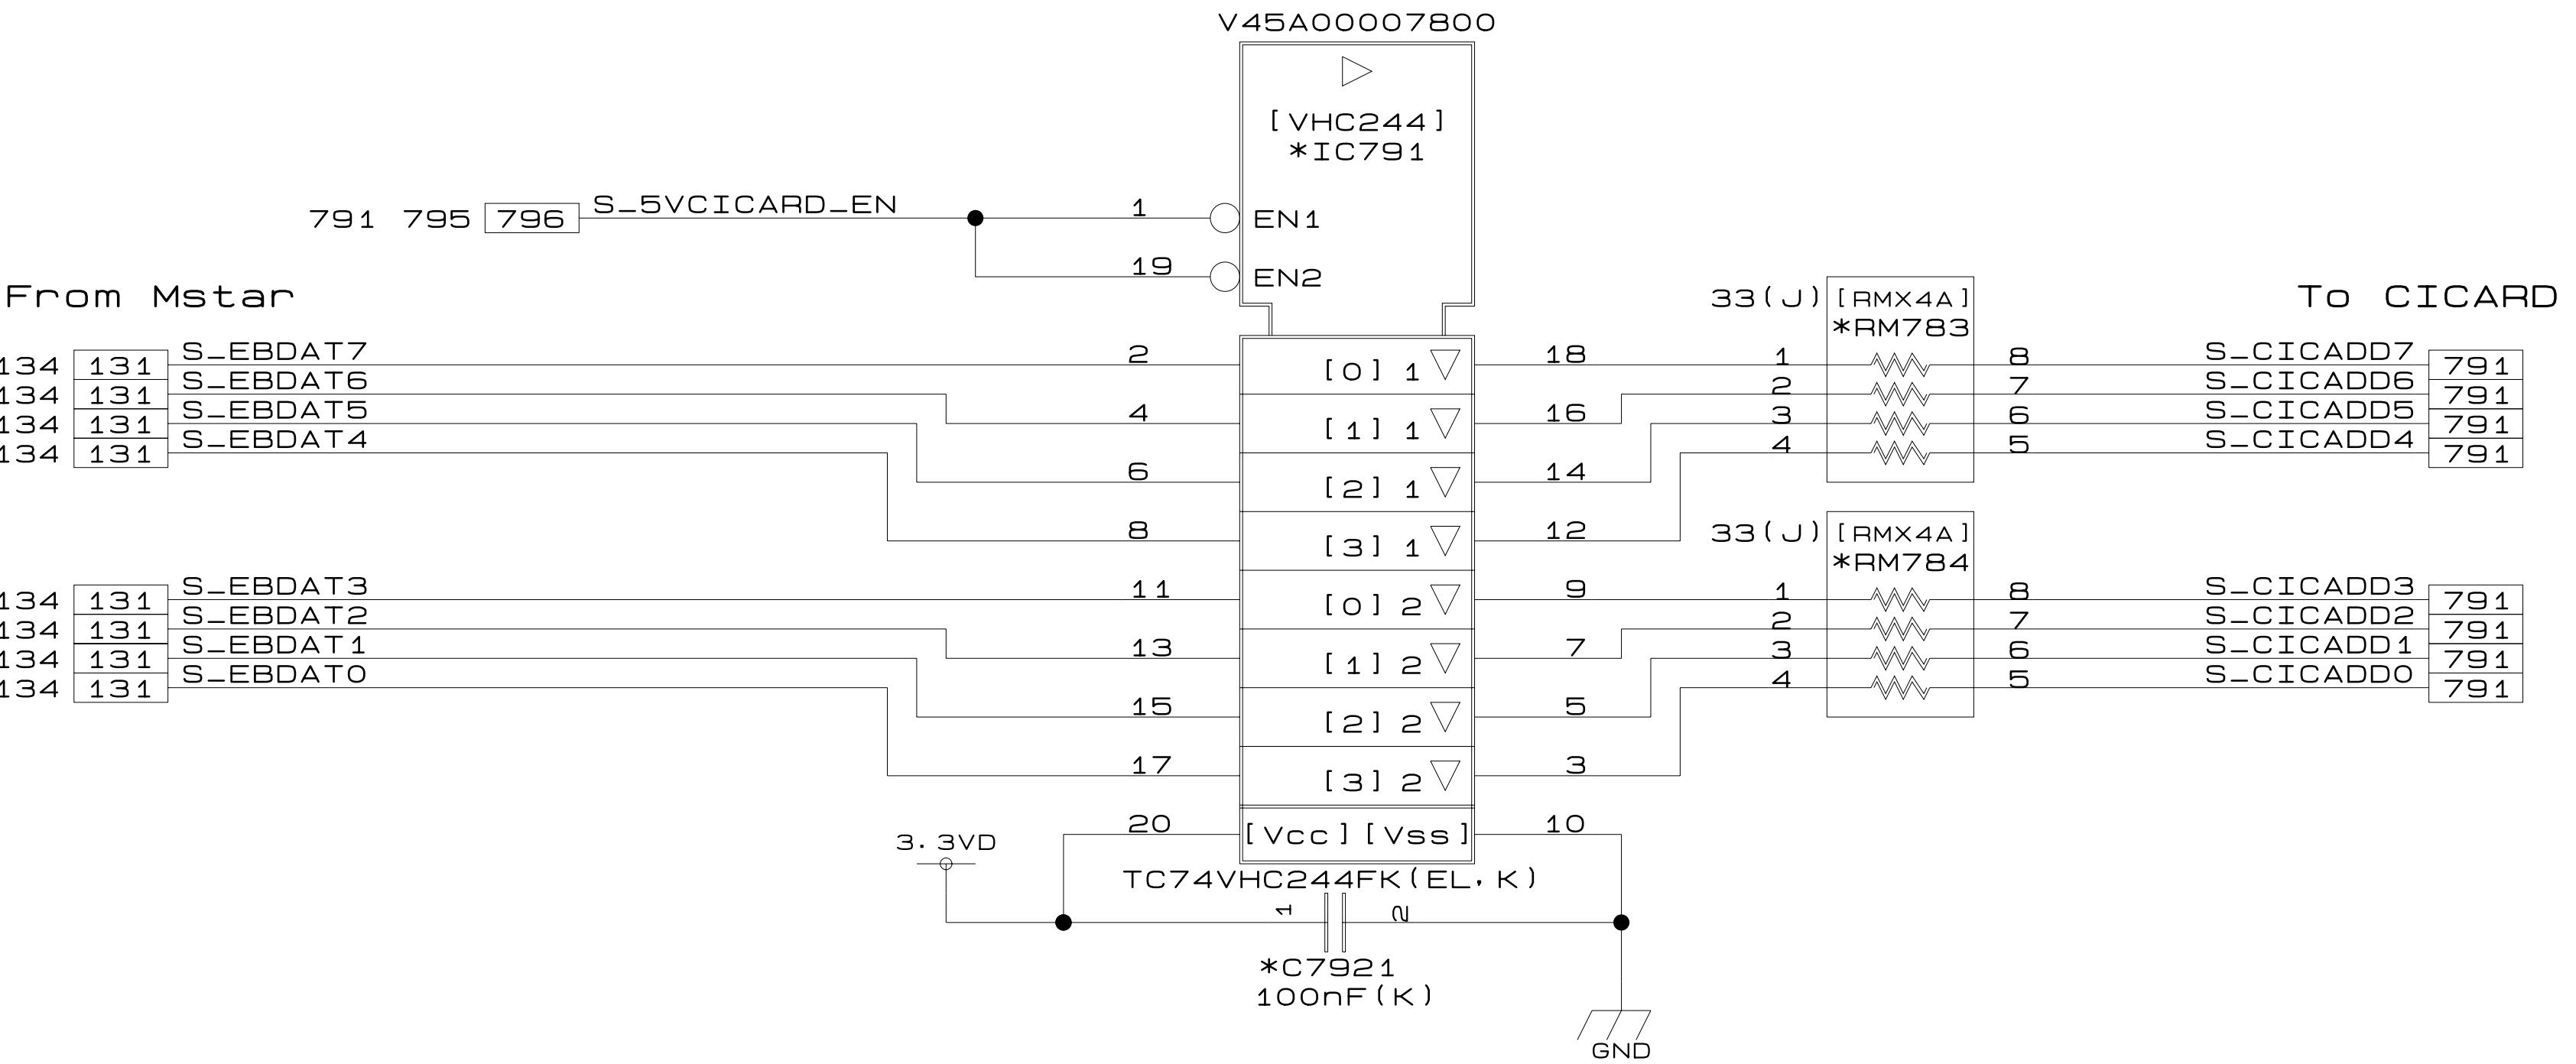 V45A00007800
[VHC244]
*IC791
791 795 796 S_5VCICARD_EN 1 EN1
19 EN2
From Mstar
To CICARD
33(J) [RMX4A]
*RM783
134 131 S_EBDAT7 2 [0] 1 18 1 8 S_CICADD7 791
134 131 S_EBDAT6 4 [1] 1 16 2 7 S_CICADD6 791
134 131 S_EBDAT5 6 [2] 1 14 3 6 S_CICADD5 791
134 131 S_EBDAT4 8 [3] 1 12 4 5 S_CICADD4 791
33(J) [RMX4A]
*RM784
134 131 S_EBDAT3 11 [0] 2 9 1 8 S_CICADD3 791
134 131 S_EBDAT2 13 [1] 2 7 2 7 S_CICADD2 791
134 131 S_EBDAT1 15 [2] 2 5 3 6 S_CICADD1 791
134 131 S_EBDAT0 17 [3] 2 3 4 5 S_CICADD0 791
20 [Vcc] [Vss] 10
3.3VD
TC74VHC244FK(EL,K)
1 2
*C7921
100nF(K)
GND